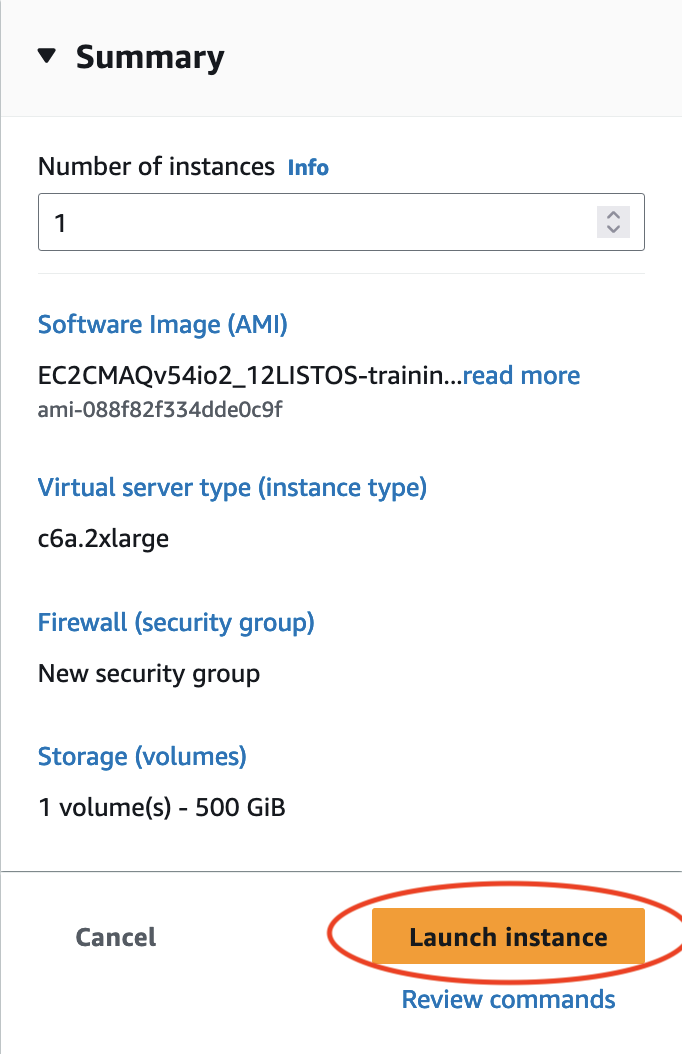 Summary
Number of instances Info
1
Software Image (AMI)
EC2CMAQv54io2_12LISTOS-trainin...read more
ami-088f82f334dde0c9f
Virtual server type (instance type)
c6a.2xlarge
Firewall (security group)
New security group
Storage (volumes)
1 volume(s) - 500 GiB
Cancel Launch instance
Review commands